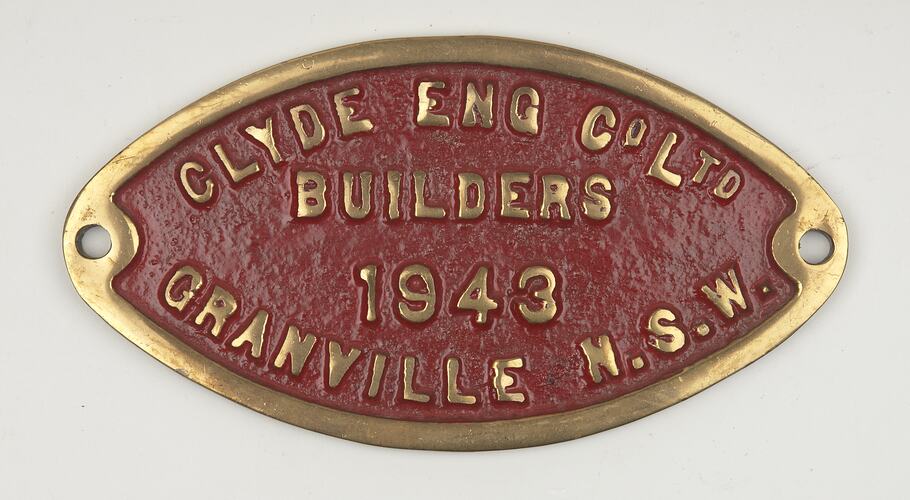 CLYDE ENG CO LTD
BUILDERS
1943
GRANVILLE N.S.W.